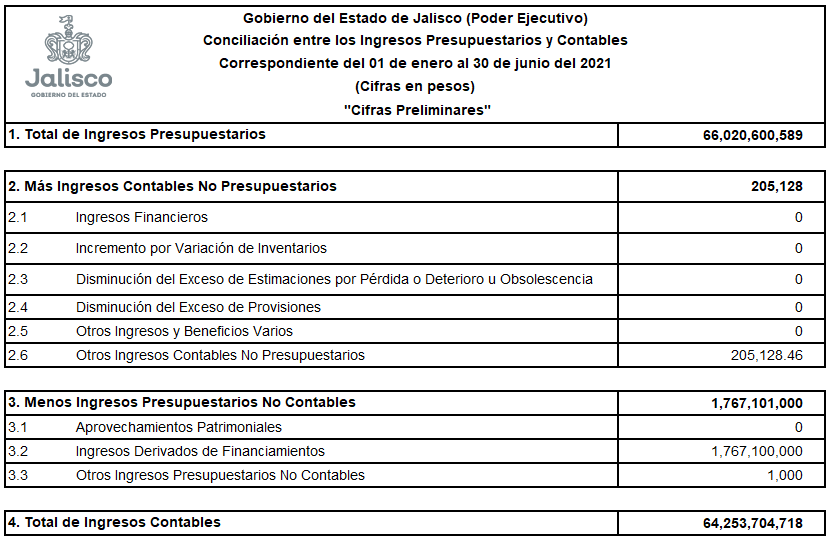 Jalisco
GOBIERNO DEL ESTADO
Gobierno del Estado de Jalisco (Poder Ejecutivo)
Conciliación entre los Ingresos Presupuestarios y Contables
Correspondiente del 01 de enero al 30 de junio del 2021
(Cifras en pesos)
"Cifras Preliminares"
1. Total de Ingresos Presupuestarios 66,020,600,589
2. Más Ingresos Contables No Presupuestarios 205,128
2.1 Ingresos Financieros 0
2.2 Incremento por Variación de Inventarios 0
2.3 Disminución del Exceso de Estimaciones por Pérdida o Deterioro u Obsolescencia 0
2.4 Disminución del Exceso de Provisiones 0
2.5 Otros Ingresos y Beneficios Varios 0
2.6 Otros Ingresos Contables No Presupuestarios 205,128.46
3. Menos Ingresos Presupuestarios No Contables 1,767,101,000
3.1 Aprovechamientos Patrimoniales 0
3.2 Ingresos Derivados de Financiamientos 1,767,100,000
3.3 Otros Ingresos Presupuestarios No Contables 1,000
4. Total de Ingresos Contables 64,253,704,718